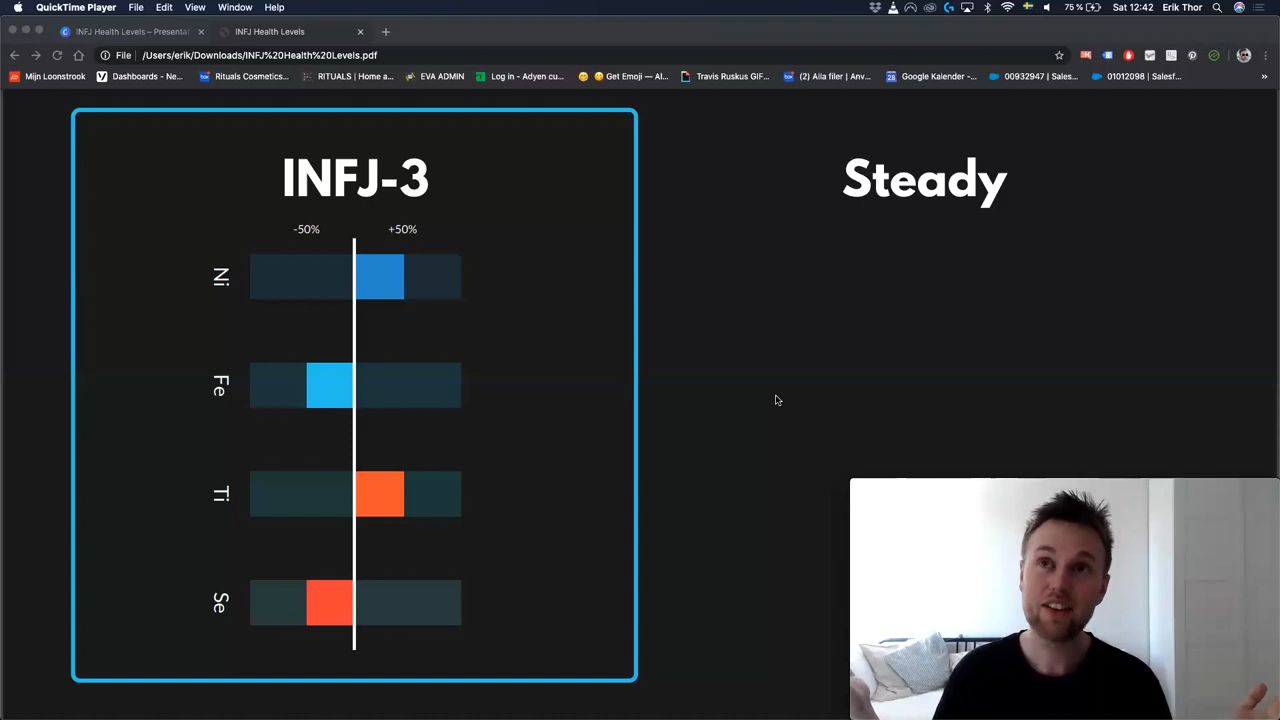 QuickTime Player File Edit View Window Help 75 % Sat 12:42 Erik Thor
INFJ Health Levels – Presenta INFJ Health Levels
File /Users/erik/Downloads/INFJ%20Health%20Levels.pdf
Mijn Loonstrook Dashboards - Ne... Rituals Cosmetics... RITUALS | Home a... EVA ADMIN Log in - Adyen cu... Get Emoji — Al... Travis Ruskus GIF... (2) Alla filer | Anv... Google Kalender -... 00932947 | Sales... 01012098 | Salesf...
INFJ-3
Steady
-50% +50%
Ni
Fe
Ti
Se